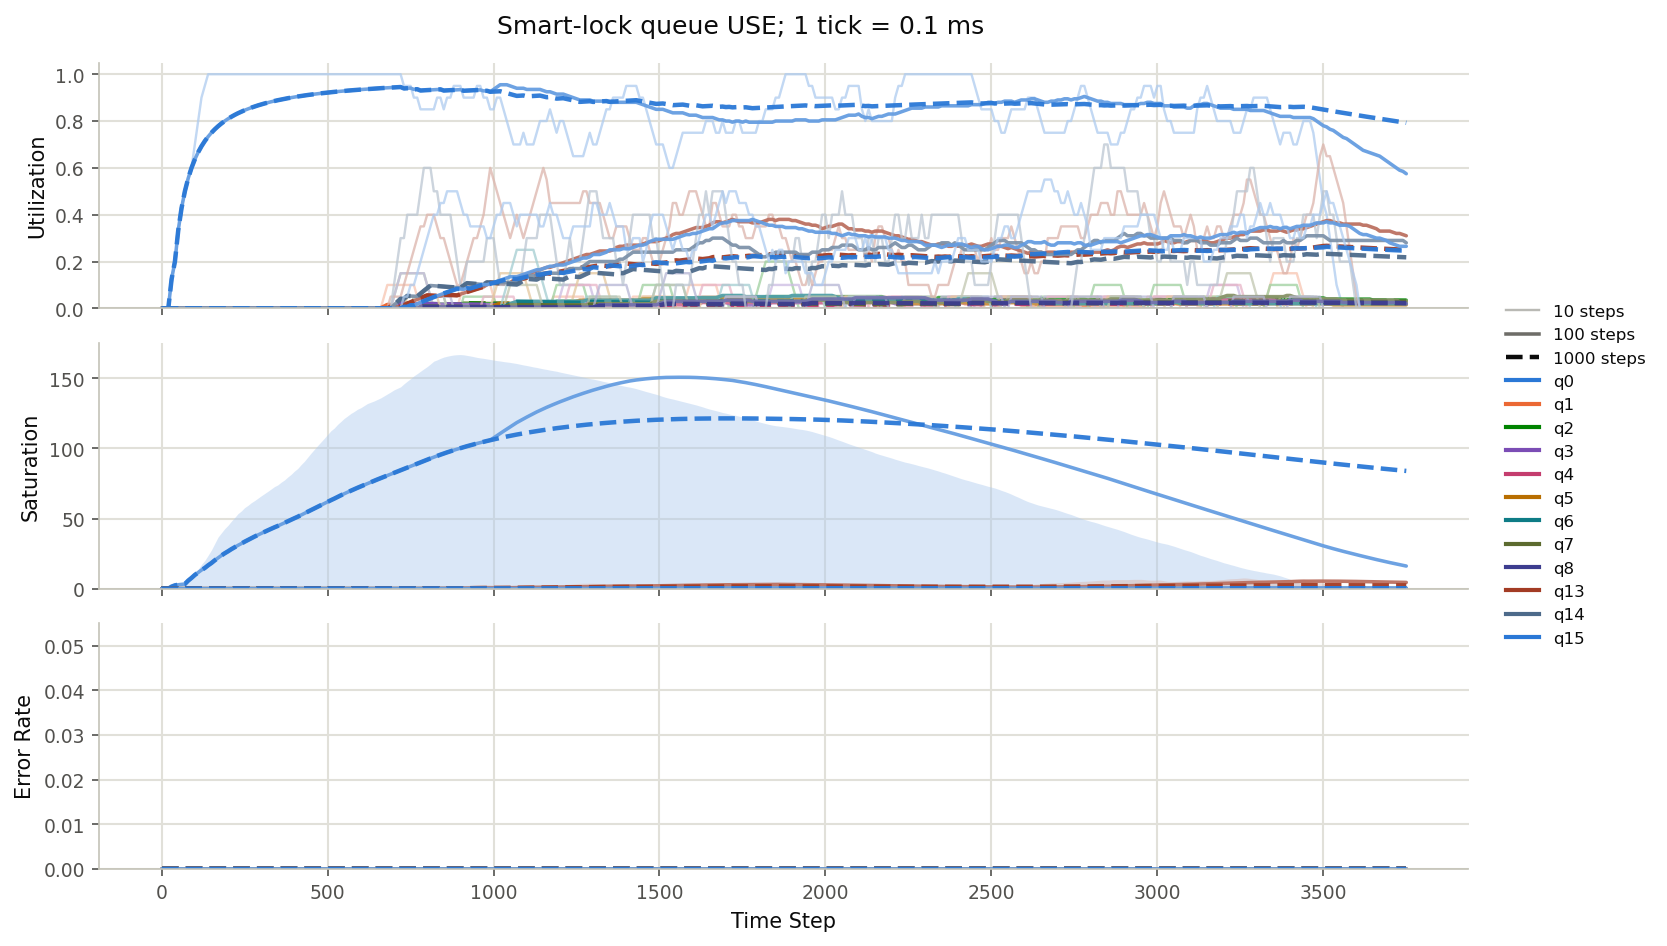 Smart-lock queue USE; 1 tick = 0.1 ms
Utilization
1.0
0.8
0.6
0.4
0.2
0.0
Saturation
150
100
50
0
Error Rate
0.05
0.04
0.03
0.02
0.01
0.00
0 500 1000 1500 2000 2500 3000 3500
Time Step
10 steps
100 steps
1000 steps
q0
q1
q2
q3
q4
q5
q6
q7
q8
q13
q14
q15